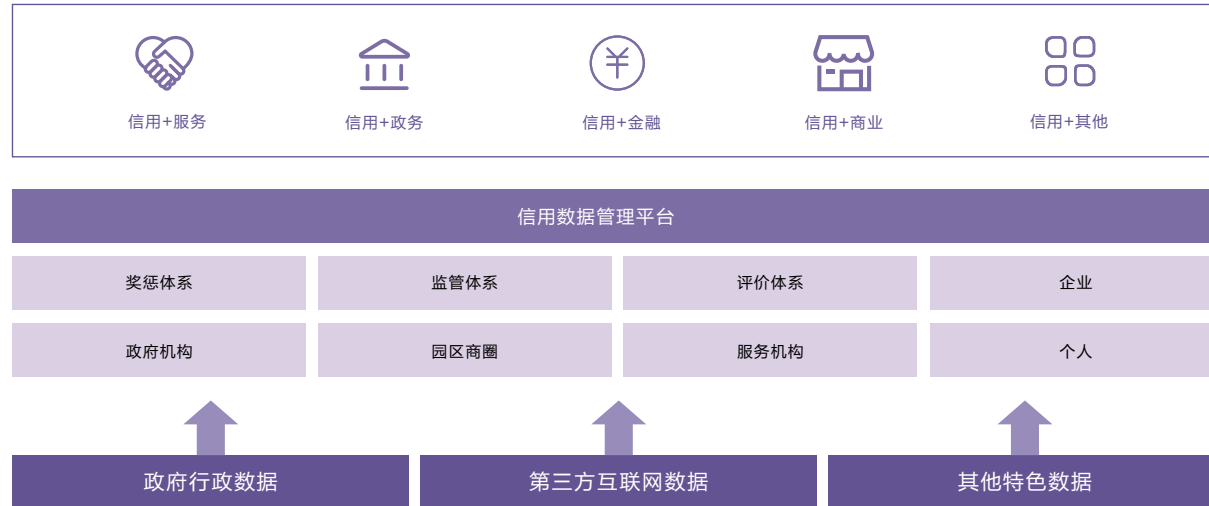 信用+服务
信用+政务
信用+金融
信用+商业
信用+其他
信用数据管理平台
奖惩体系
监管体系
评价体系
企业
政府机构
园区商圈
服务机构
个人
政府行政数据
第三方互联网数据
其他特色数据